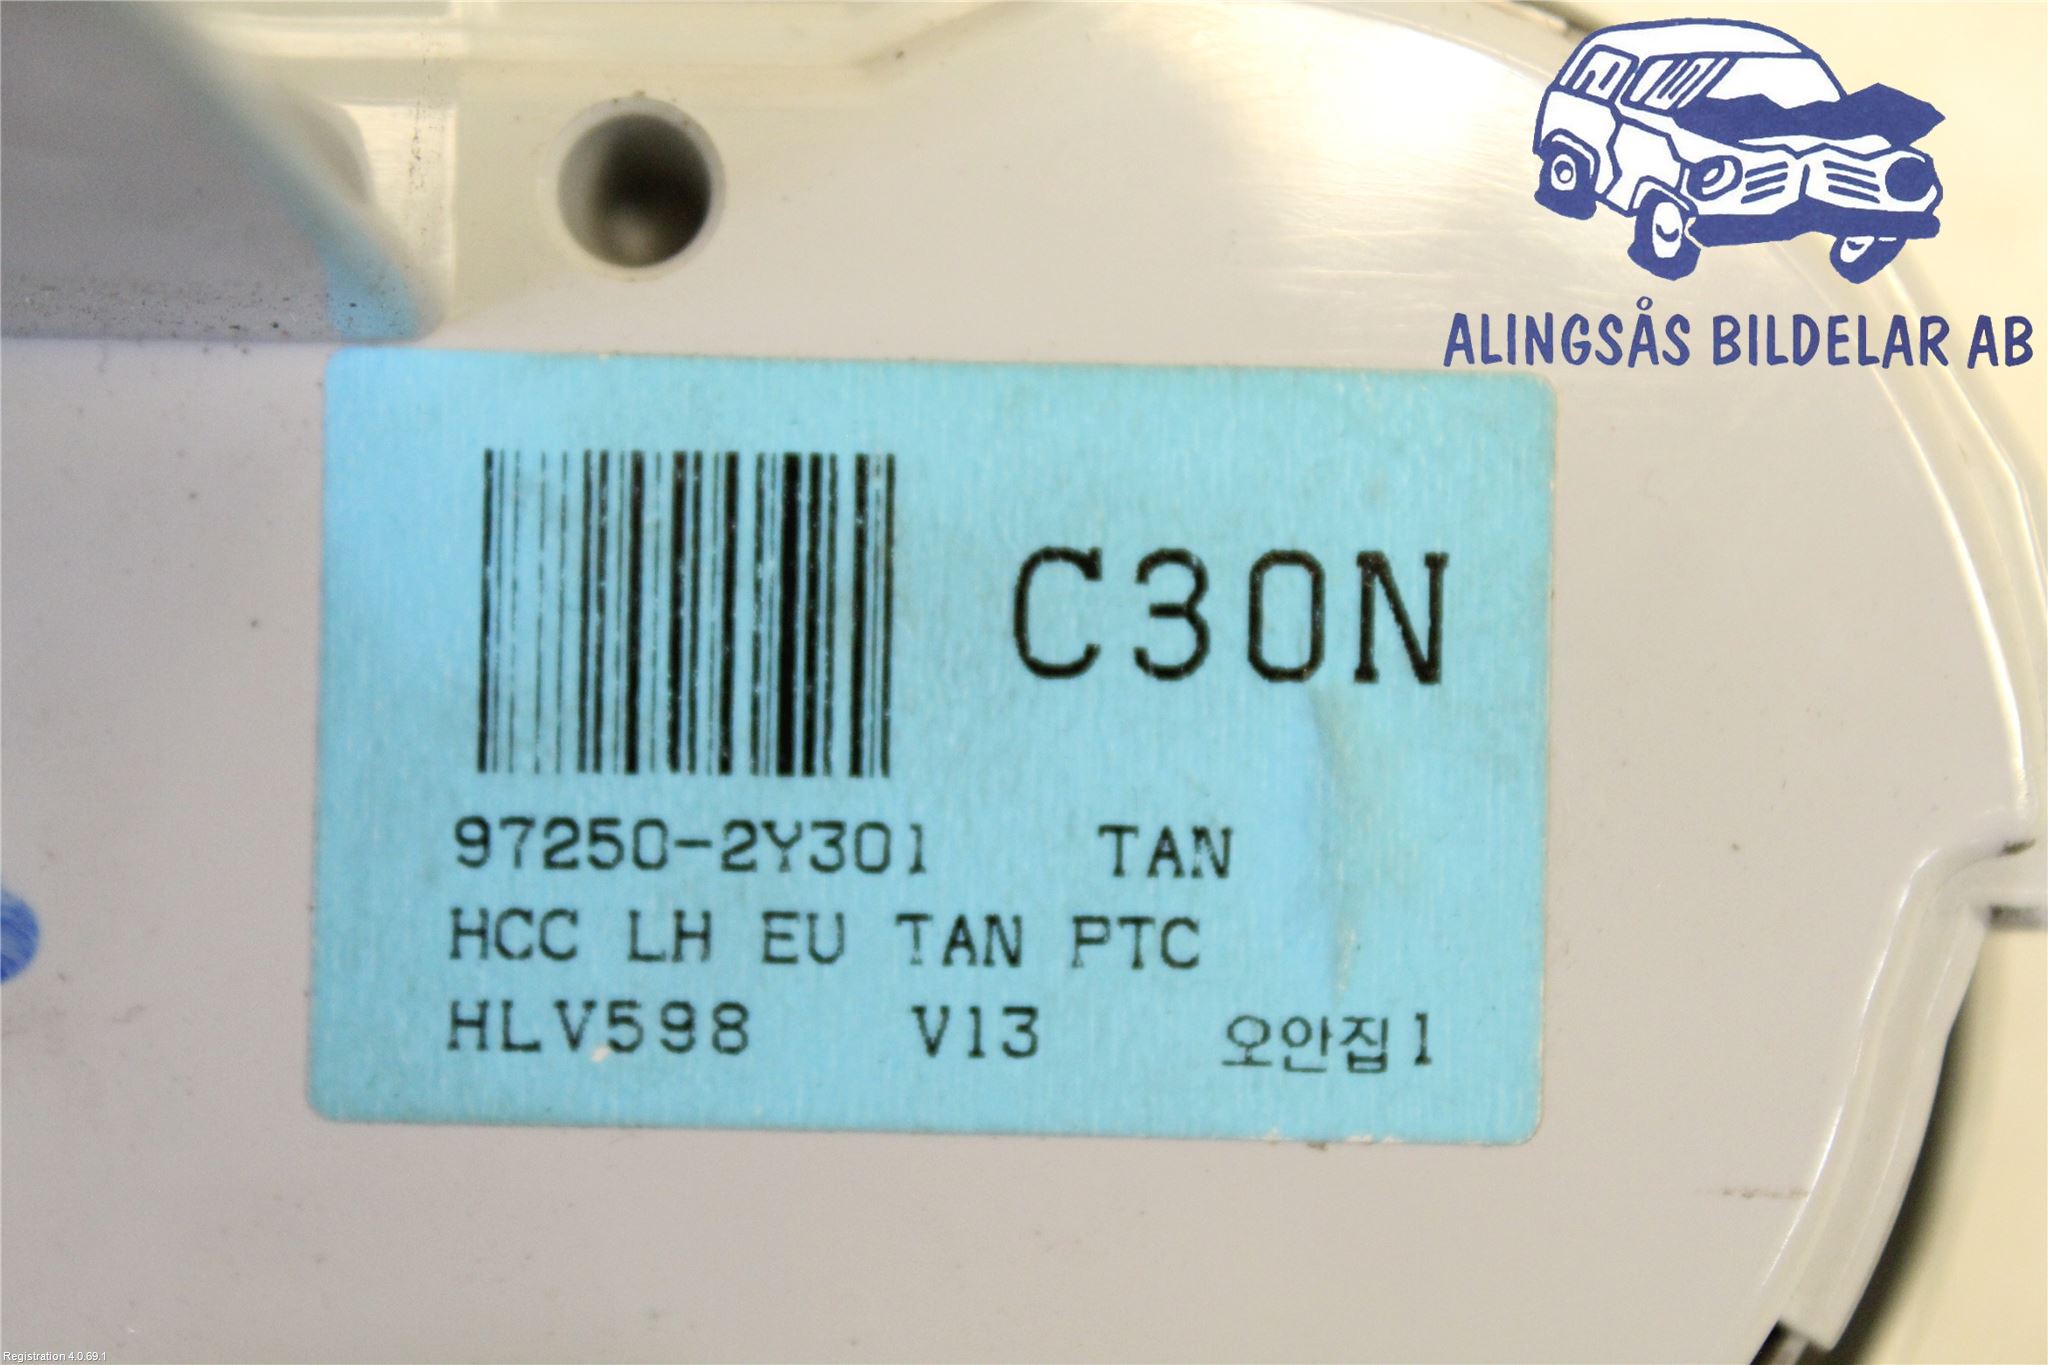 ALINGSÅS BILDELAR AB
C30N
97250-2Y301 TAN
HCC LH EU TAN PTC
HLV598 V13 오안집1
Registration 4.0.69.1